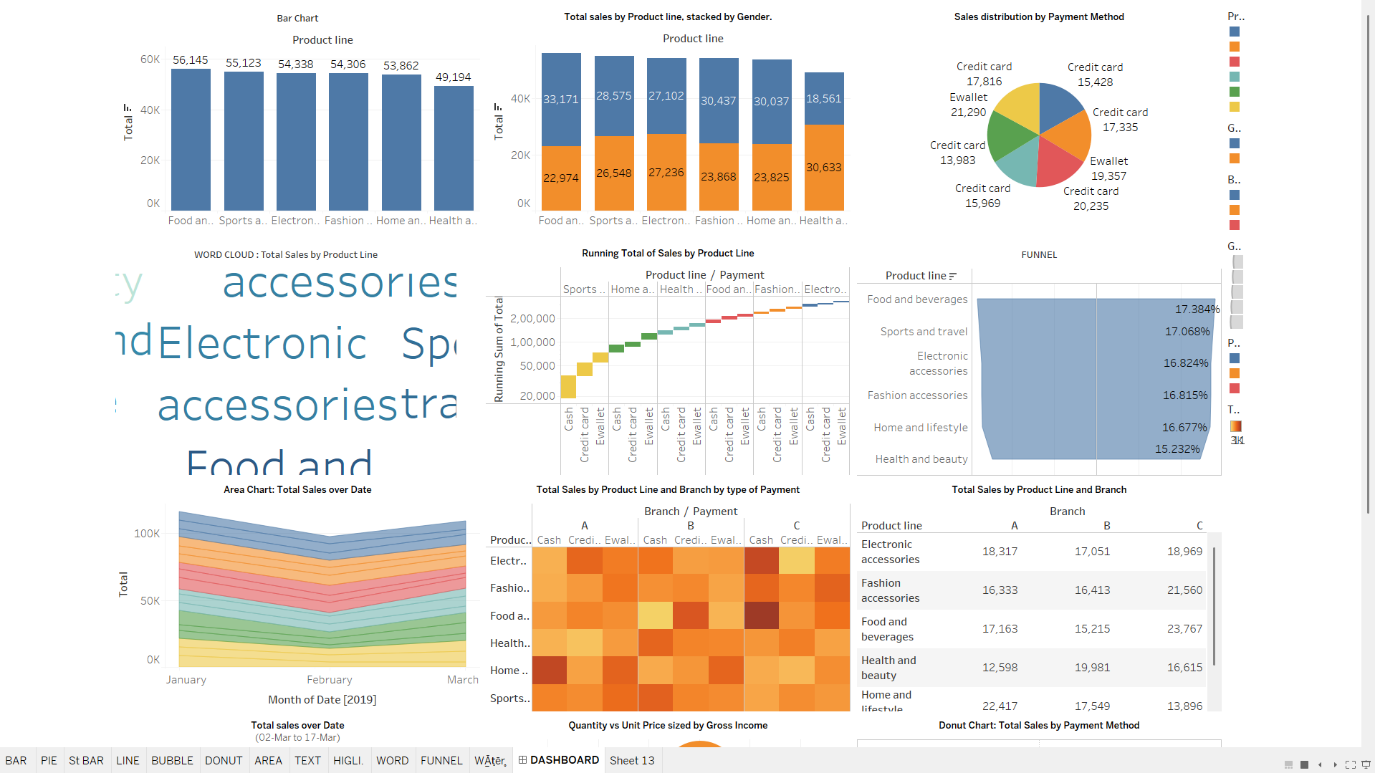 Bar Chart
Product line
60K
40K
20K
0K
Total
56,145
55,123
54,338
54,306
53,862
49,194
Food an..
Sports a..
Electron..
Fashion ..
Home an..
Health a..
Total sales by Product line, stacked by Gender.
Product line
40K
20K
0K
Total
33,171
28,575
27,102
30,437
30,037
18,561
22,974
26,548
27,236
23,868
23,825
30,633
Food an..
Sports a..
Electron..
Fashion ..
Home an..
Health a..
Sales distribution by Payment Method
Credit card
17,816
Credit card
15,428
Ewallet
21,290
Credit card
17,335
Credit card
13,983
Ewallet
19,357
Credit card
15,969
Credit card
20,235
Pr..
G..
B..
G..
P..
T..
WORD CLOUD : Total Sales by Product Line
ty
accessories
nd
Electronic
Spo
accessories
tra
Food and
Running Total of Sales by Product Line
Product line / Payment
Sports ..
Home a..
Health ..
Food an..
Fashion..
Electro..
Running Sum of Total
2,00,000
1,00,000
50,000
20,000
Cash
Credit card
Ewallet
Cash
Credit card
Ewallet
Cash
Credit card
Ewallet
Cash
Credit card
Ewallet
Cash
Credit card
Ewallet
Cash
Credit card
Ewallet
FUNNEL
Product line
Food and beverages
17.384%
Sports and travel
17.068%
Electronic
accessories
16.824%
Fashion accessories
16.815%
Home and lifestyle
16.677%
Health and beauty
15.232%
Area Chart: Total Sales over Date
100K
50K
0K
Total
January
February
March
Month of Date [2019]
Total Sales by Product Line and Branch by type of Payment
Branch / Payment
A
B
C
Produc..
Cash
Credi..
Ewal..
Cash
Credi..
Ewal..
Cash
Credi..
Ewal..
Electr..
Fashio..
Food a..
Health..
Home ..
Sports..
Total Sales by Product Line and Branch
Branch
Product line
A
B
C
Electronic
accessories
18,317
17,051
18,969
Fashion
accessories
16,333
16,413
21,560
Food and
beverages
17,163
15,215
23,767
Health and
beauty
12,598
19,981
16,615
Home and
lifestyle
22,417
17,549
13,896
Total sales over Date
(02-Mar to 17-Mar)
Quantity vs Unit Price sized by Gross Income
Donut Chart: Total Sales by Payment Method
BAR
PIE
St BAR
LINE
BUBBLE
DONUT
AREA
TEXT
HIGLI.
WORD
FUNNEL
DASHBOARD
Sheet 13